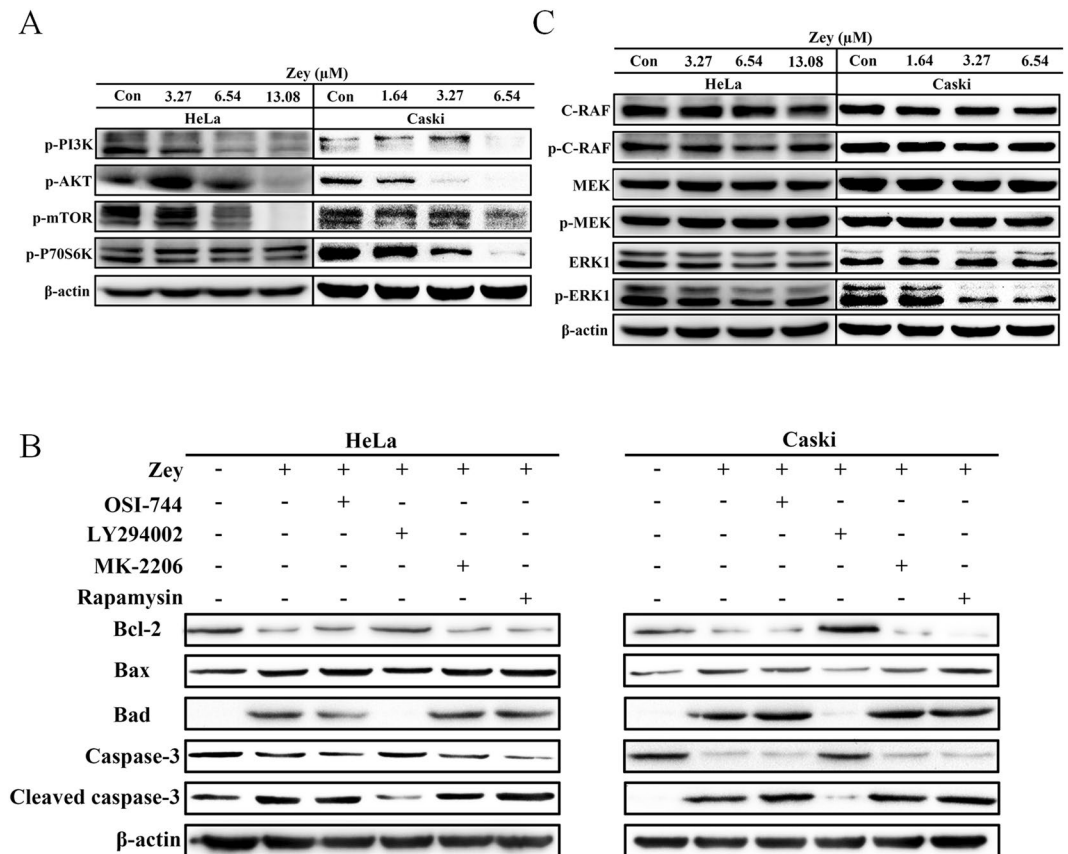 A
Zey (µM)
Con 3.27 6.54 13.08 Con 1.64 3.27 6.54
HeLa Caski
p-PI3K
p-AKT
p-mTOR
p-P70S6K
β-actin
C
Zey (µM)
Con 3.27 6.54 13.08 Con 1.64 3.27 6.54
HeLa Caski
C-RAF
p-C-RAF
MEK
p-MEK
ERK1
p-ERK1
β-actin
B
HeLa Caski
Zey - + + + + + - + + + + +
OSI-744 - - + - - - - - + - - -
LY294002 - - - + - - - - - + - -
MK-2206 - - - - + - - - - - + -
Rapamysin - - - - - + - - - - - +
Bcl-2
Bax
Bad
Caspase-3
Cleaved caspase-3
β-actin